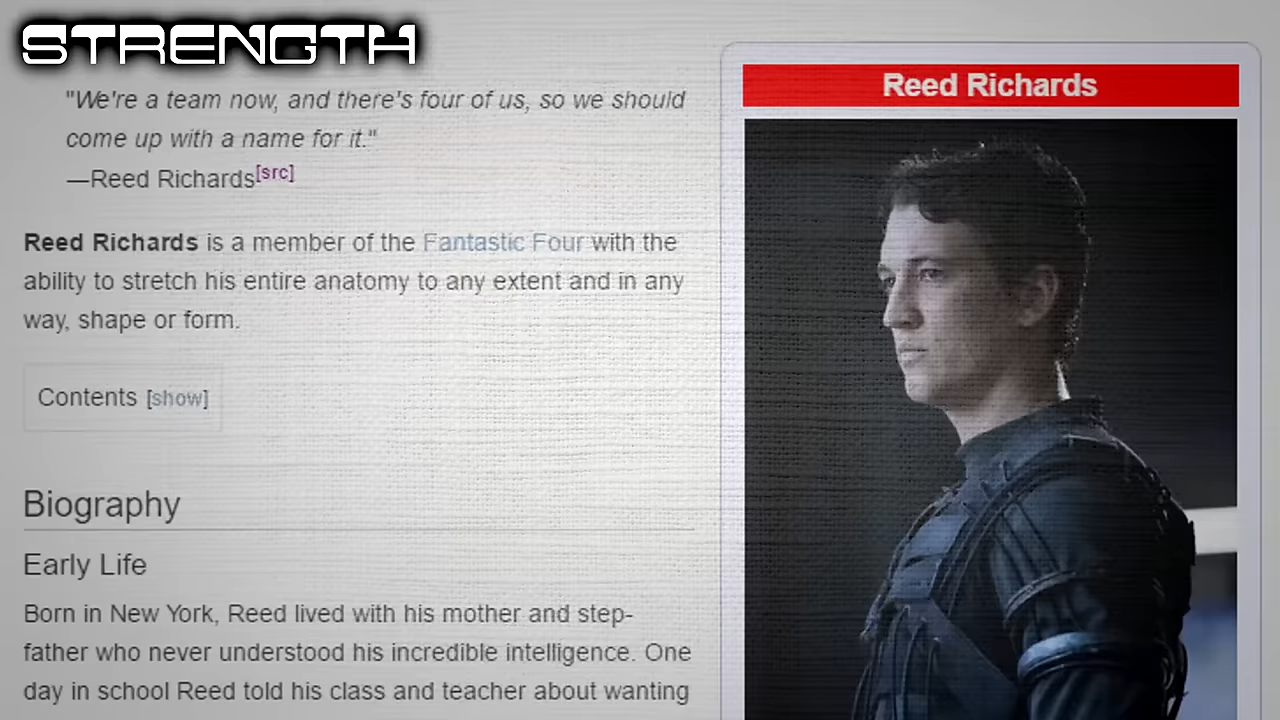 STRENGTH
"We're a team now, and there's four of us, so we should
come up with a name for it."
—Reed Richards[src]
Reed Richards is a member of the Fantastic Four with the
ability to stretch his entire anatomy to any extent and in any
way, shape or form.
Contents [show]
Biography
Early Life
Born in New York, Reed lived with his mother and step-
father who never understood his incredible intelligence. One
day in school Reed told his class and teacher about wanting
Reed Richards